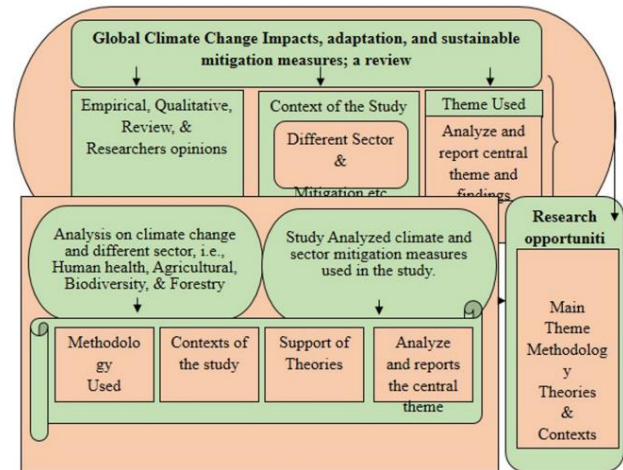 Global Climate Change Impacts, adaptation, and sustainable
mitigation measures; a review
Empirical, Qualitative,
Review, &
Researchers opinions
Context of the Study
Different Sector
&
Mitigation etc
Theme Used
Analyze and
report central
theme and
findings
Analysis on climate change
and different sector, i.e.,
Human health, Agricultural,
Biodiversity, & Forestry
Study Analyzed climate and
sector mitigation measures
used in the study.
Methodolo
gy
Used
Contexts of
the study
Support of
Theories
Analyze
and reports
the central
theme
Research
opportuniti
Main
Theme
Methodolog
y
Theories
&
Contexts